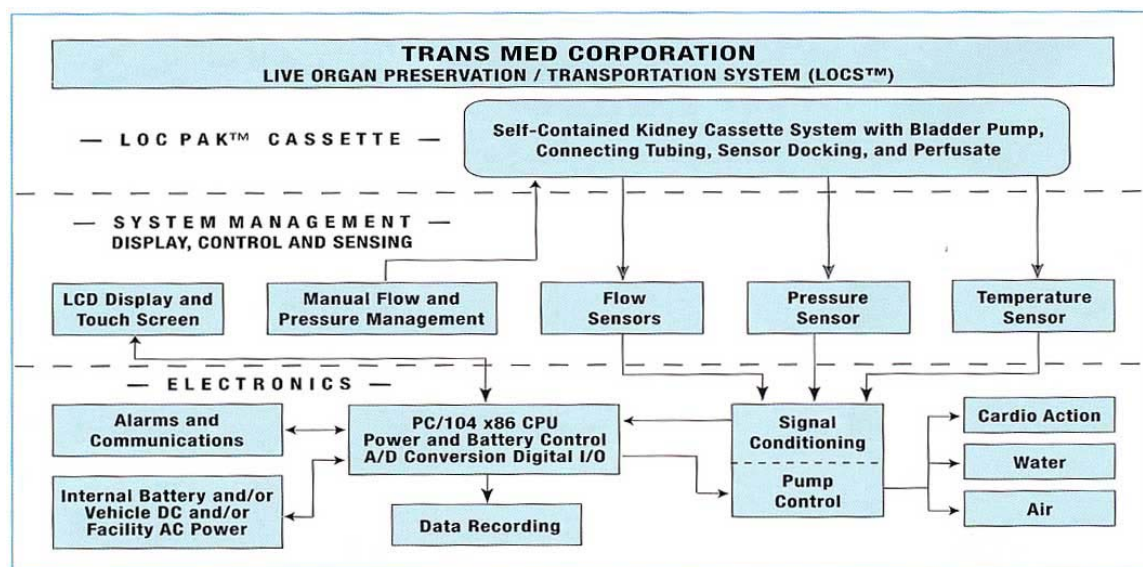 TRANS MED CORPORATION
LIVE ORGAN PRESERVATION / TRANSPORTATION SYSTEM (LOCS™)
— LOC PAK™ CASSETTE —
Self-Contained Kidney Cassette System with Bladder Pump,
Connecting Tubing, Sensor Docking, and Perfusate
— SYSTEM MANAGEMENT —
DISPLAY, CONTROL AND SENSING
LCD Display and
Touch Screen
Manual Flow and
Pressure Management
Flow
Sensors
Pressure
Sensor
Temperature
Sensor
— ELECTRONICS —
Alarms and
Communications
PC/104 x86 CPU
Power and Battery Control
A/D Conversion Digital I/O
Signal
Conditioning
Pump
Control
Cardio Action
Water
Air
Internal Battery and/or
Vehicle DC and/or
Facility AC Power
Data Recording